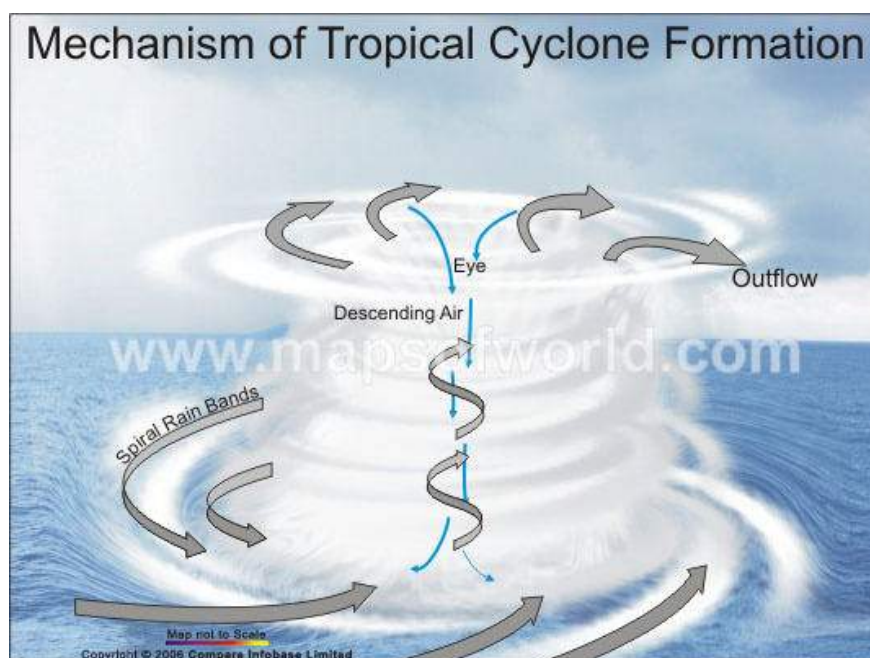 Mechanism of Tropical Cyclone Formation
Eye
Outflow
Descending Air
www.mapsofworld.com
Spiral Rain Bands
Map not to Scale
Copyright © 2006 Compare Infobase Limited